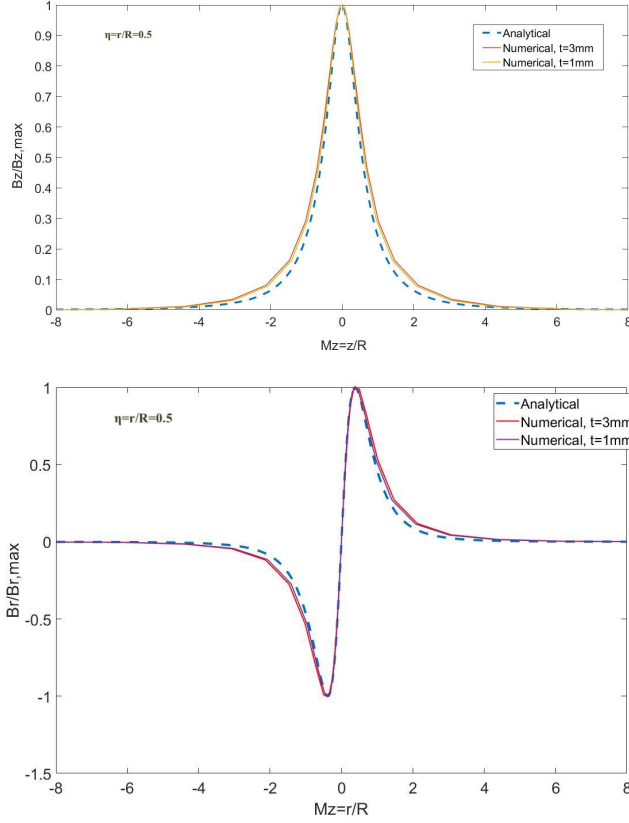 η=r/R=0.5
Analytical
Numerical, t=3mm
Numerical, t=1mm
Bz/Bz,max
1
0.9
0.8
0.7
0.6
0.5
0.4
0.3
0.2
0.1
0
-8
-6
-4
-2
0
2
4
6
8
Mz=z/R
η=r/R=0.5
Analytical
Numerical, t=3mm
Numerical, t=1mm
Br/Br,max
1
0.5
0
-0.5
-1
-1.5
-8
-6
-4
-2
0
2
4
6
8
Mz=r/R